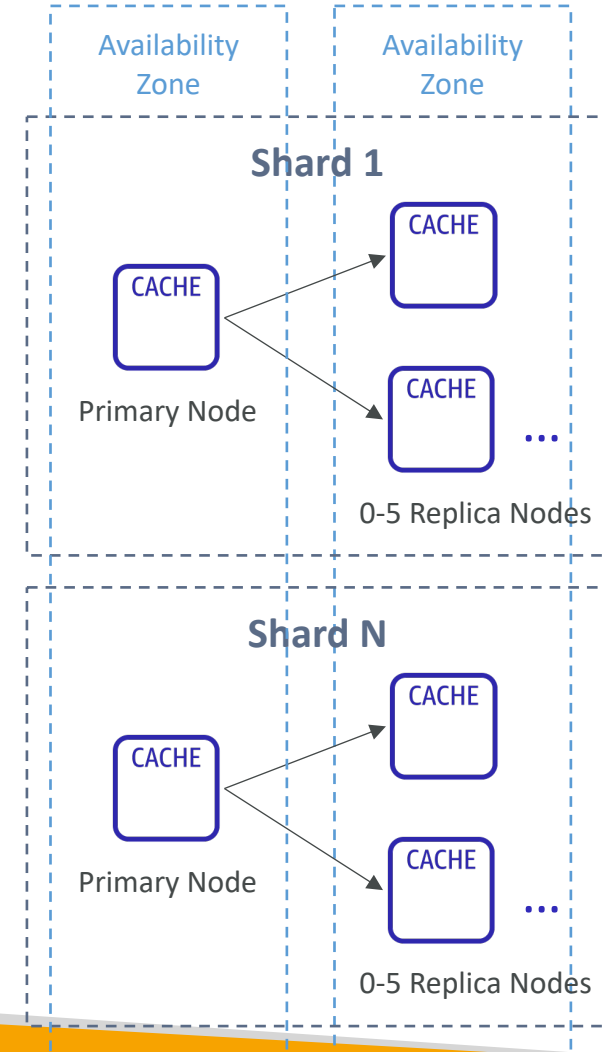 Availability
Zone
Availability
Zone
Shard 1
CACHE
Primary Node
CACHE
CACHE
...
0-5 Replica Nodes
Shard N
CACHE
Primary Node
CACHE
CACHE
...
0-5 Replica Nodes